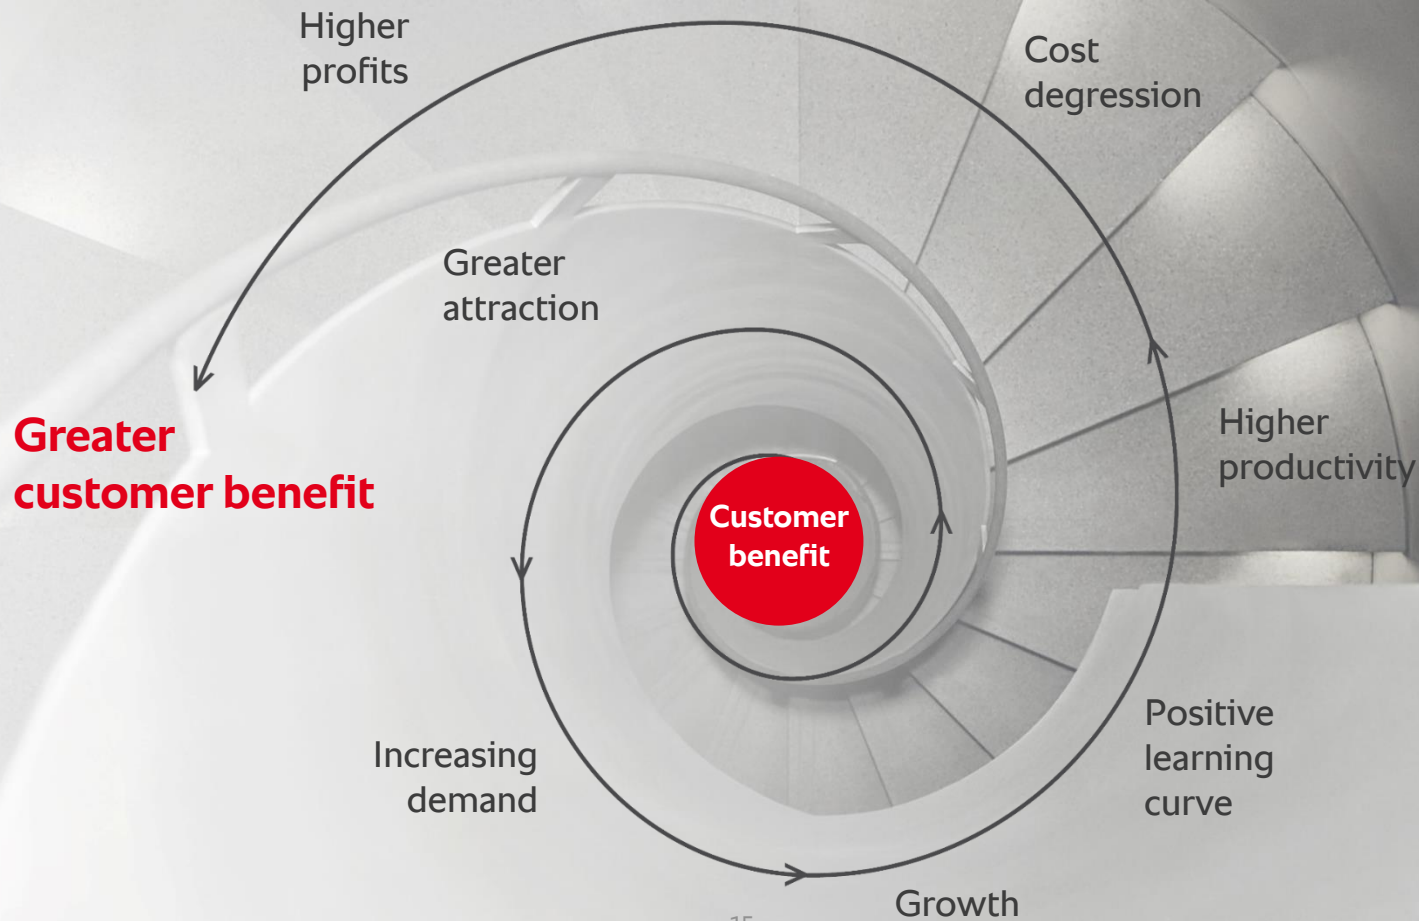 Higher
profits
Cost
degression
Greater
attraction
Greater
customer benefit
Higher
productivity
Customer
benefit
Increasing
demand
Positive
learning
curve
Growth